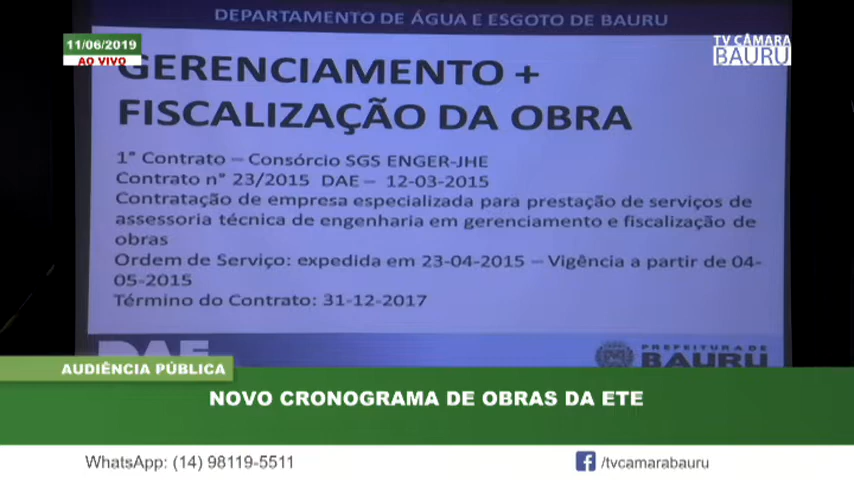 DEPARTAMENTO DE ÁGUA E ESGOTO DE BAURU
11/06/2019
AO VIVO
TV CÂMARA
BAURU
GERENCIAMENTO +
FISCALIZAÇÃO DA OBRA
1° Contrato – Consórcio SGS ENGER-JHE
Contrato n° 23/2015 DAE – 12-03-2015
Contratação de empresa especializada para prestação de serviços de
assessoria técnica de engenharia em gerenciamento e fiscalização de
obras
Ordem de Serviço: expedida em 23-04-2015 – Vigência a partir de 04-
05-2015
Término do Contrato: 31-12-2017
DAE
PREFEITURA DE
BAURU
AUDIÊNCIA PÚBLICA
NOVO CRONOGRAMA DE OBRAS DA ETE
WhatsApp: (14) 98119-5511
/tvcamarabauru